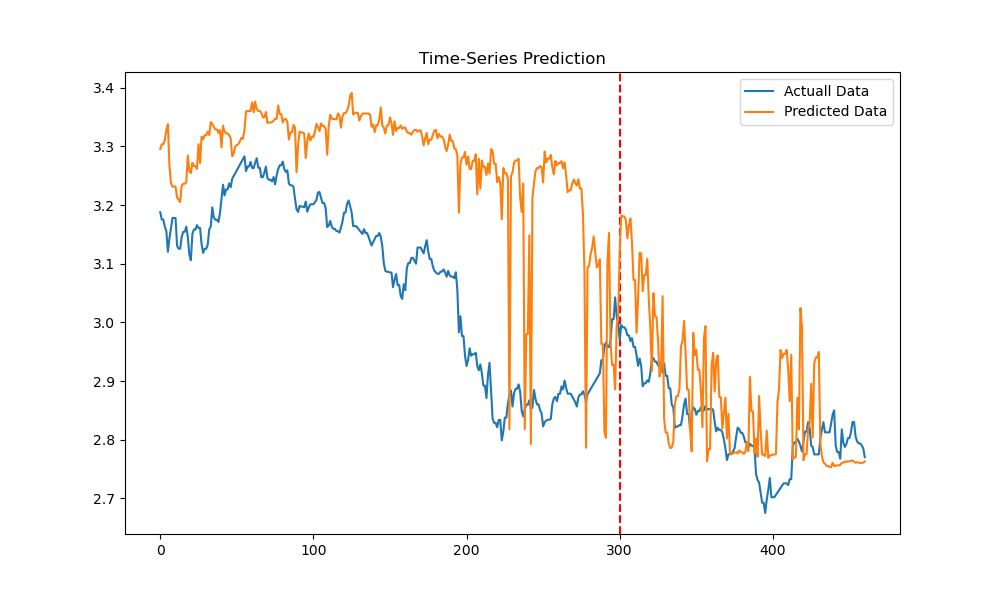 Time-Series Prediction
Actuall Data
Predicted Data
3.4
3.3
3.2
3.1
3.0
2.9
2.8
2.7
0 100 200 300 400